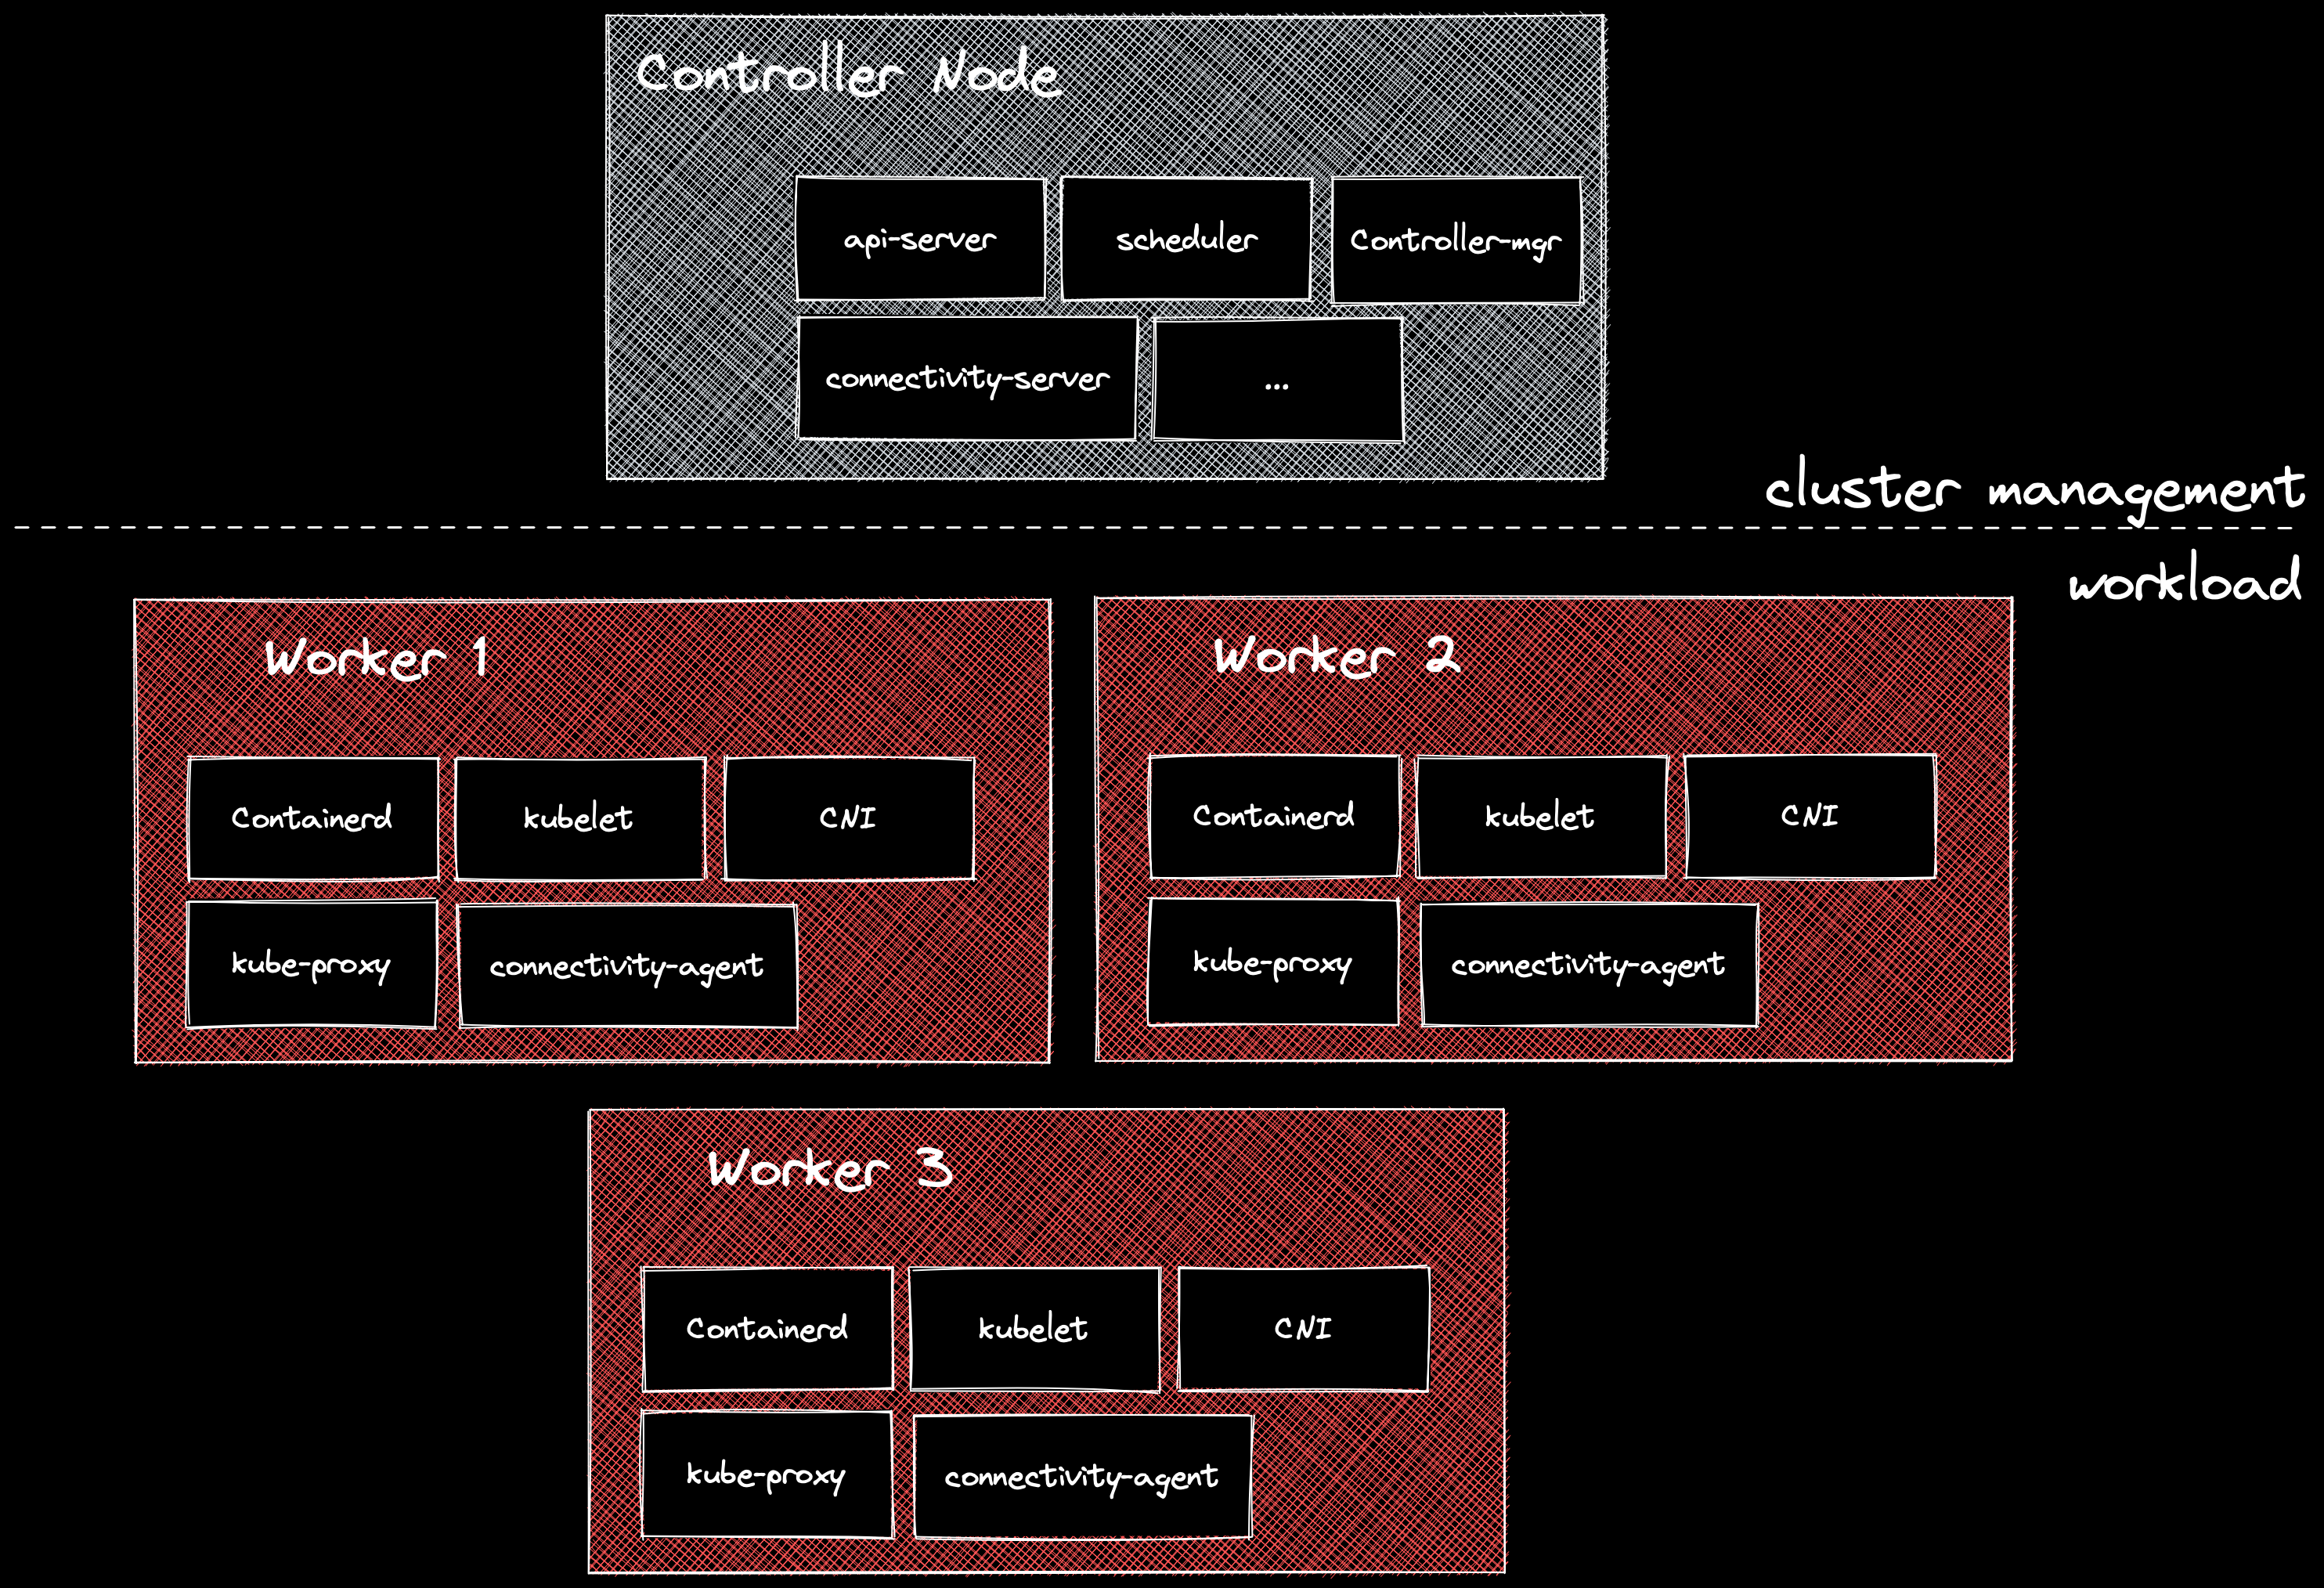 Controller Node
api-server
scheduler
Controller-mgr
connectivity-server
...
cluster management
workload
Worker 1
Containerd
kubelet
CNI
kube-proxy
connectivity-agent
Worker 2
Containerd
kubelet
CNI
kube-proxy
connectivity-agent
Worker 3
Containerd
kubelet
CNI
kube-proxy
connectivity-agent